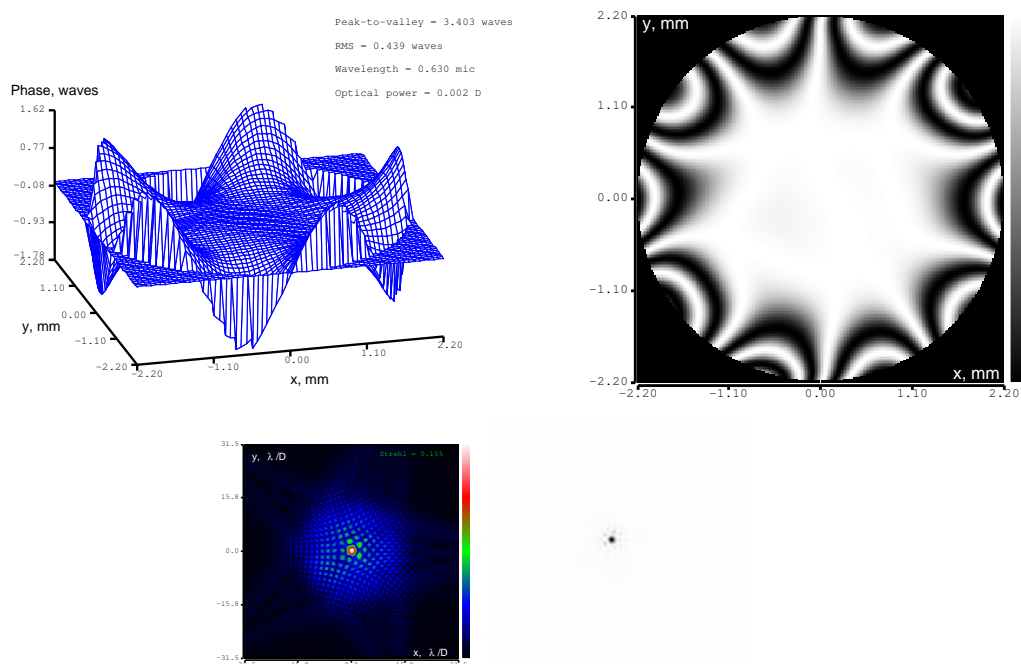 Peak-to-valley = 3.403 waves
RMS = 0.439 waves
Wavelength = 0.630 mic
Optical power = 0.002 D
Phase, waves
1.62
0.77
-0.08
-0.93
-1.78
2.20
1.10
0.00
-1.10
-2.20
y, mm
-2.20
-1.10
0.00
1.10
2.20
x, mm
2.20
1.10
0.00
-1.10
-2.20
y, mm
x, mm
-2.20
-1.10
0.00
1.10
2.20
31.5
15.8
0.0
-15.8
-31.5
y, λ/D
Strehl = 0.155
x, λ/D